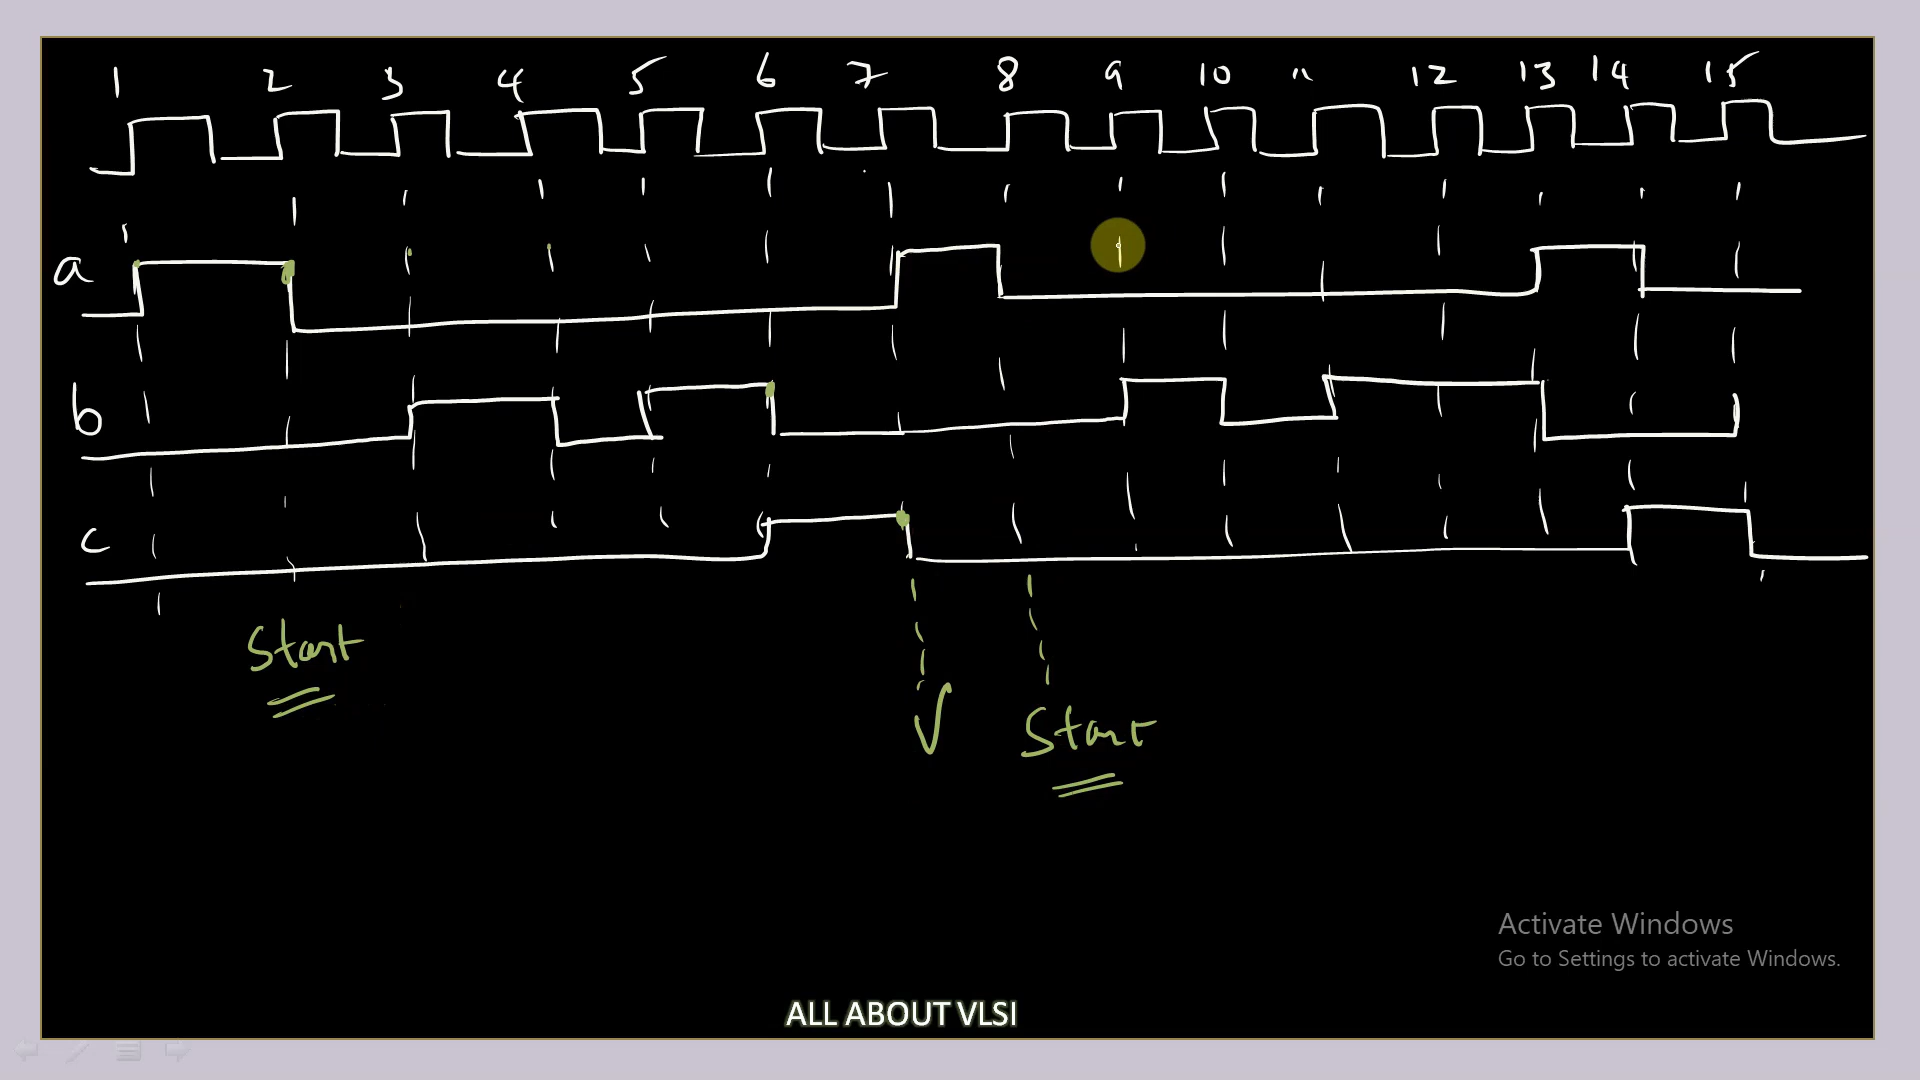 1 2 3 4 5 6 7 8 9 10 11 12 13 14 15
a
b
c
Start
Start
Activate Windows
Go to Settings to activate Windows.
ALL ABOUT VLSI